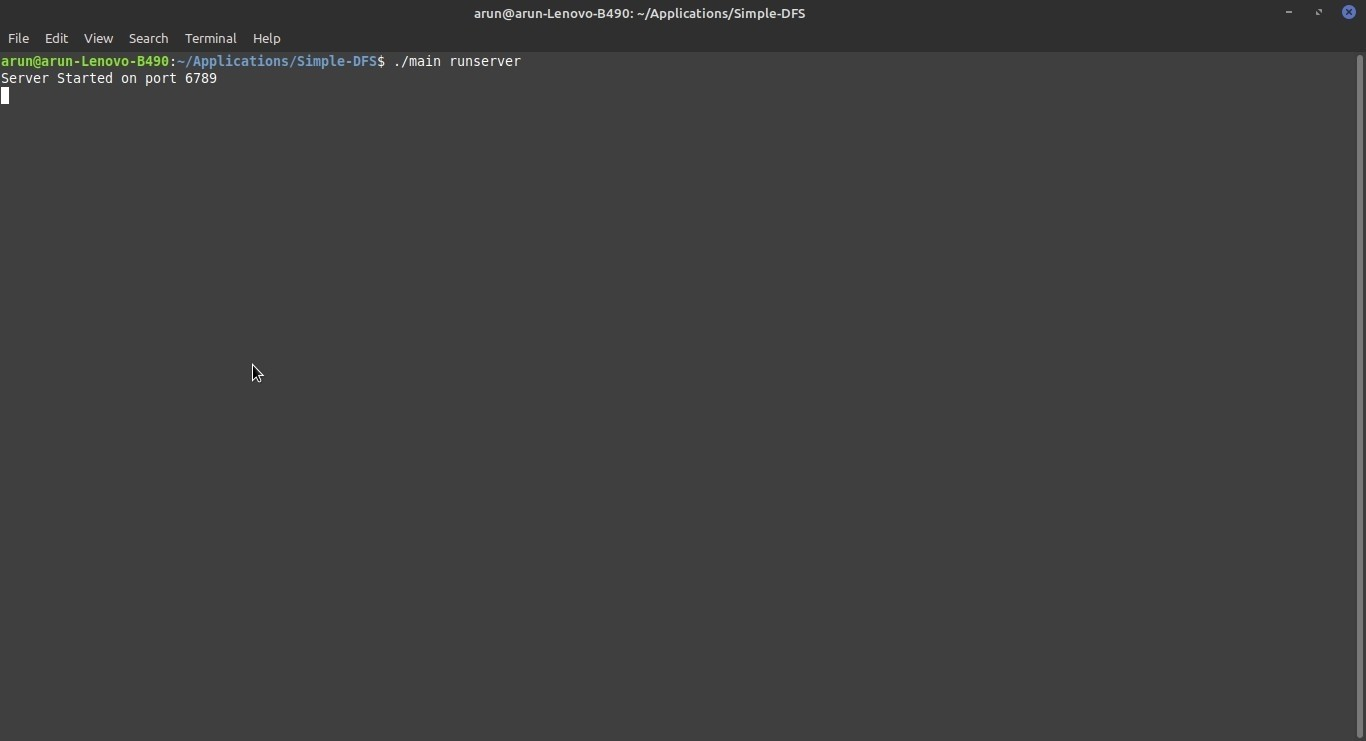 arun@arun-Lenovo-B490: ~/Applications/Simple-DFS
File Edit View Search Terminal Help
arun@arun-Lenovo-B490:~/Applications/Simple-DFS$ ./main runserver
Server Started on port 6789